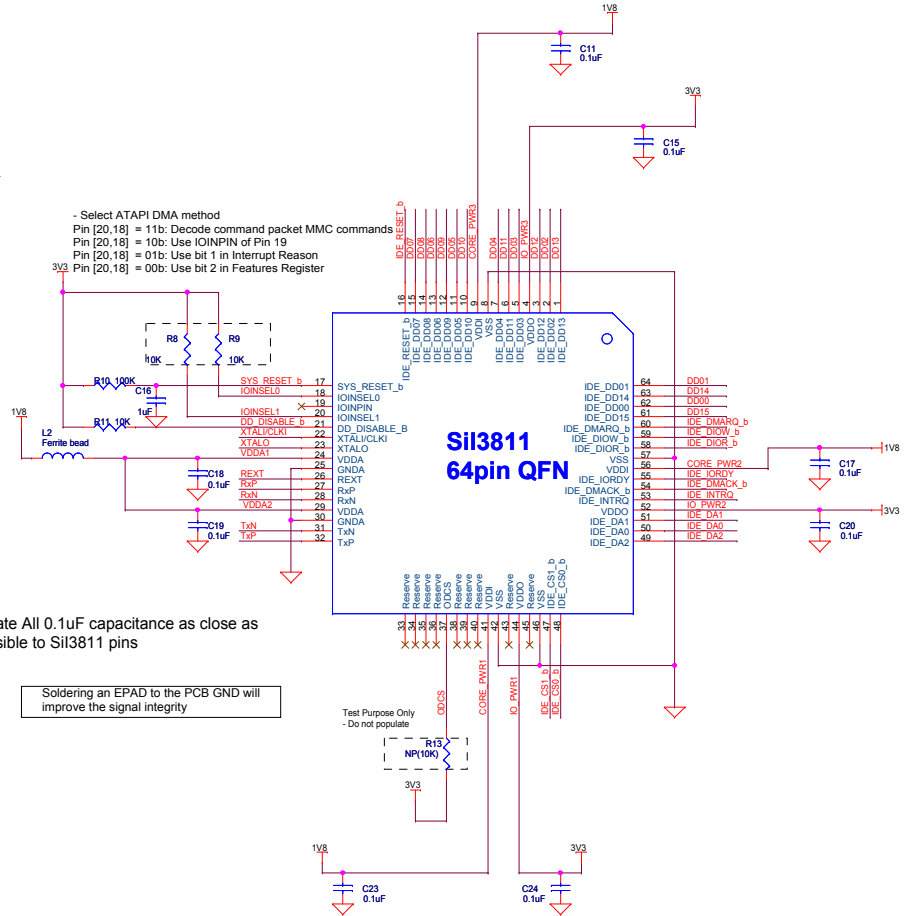 1V8
C11
0.1uF
3V3
C15
0.1uF
- Select ATAPI DMA method
Pin [20,18] = 11b: Decode command packet MMC commands
Pin [20,18] = 10b: Use IOINPIN of Pin 19
Pin [20,18] = 01b: Use bit 1 in Interrupt Reason
Pin [20,18] = 00b: Use bit 2 in Features Register
3V3
IDE_RESET_b
DD07
DD08
DD06
DD09
DD05
DD10
CORE_PWR3
DD04
DD11
DD03
IO_PWR3
DD12
DD02
DD13
16 15 14 13 12 11 10 9 8 7 6 5 4 3 2 1
IDE_RESET_b
IDE_DD07
IDE_DD08
IDE_DD06
IDE_DD09
IDE_DD05
IDE_DD10
VDDI
VSS
IDE_DD04
IDE_DD11
IDE_DD03
VDDO
IDE_DD12
IDE_DD02
IDE_DD13
R8
10K
R9
10K
R10 100K
C16
1uF
R11 10K
1V8
L2
Ferrite bead
C18
0.1uF
C19
0.1uF
SYS_RESET_b 17 SYS_RESET_b
IOINSEL0 18 IOINSEL0
19 IOINPIN
IOINSEL1 20 IOINSEL1
DD_DISABLE_b 21 DD_DISABLE_B
XTALI/CLKI 22 XTALI/CLKI
XTALO 23 XTALO
VDDA1 24 VDDA
25 GNDA
REXT 26 REXT
RxP 27 RxP
RxN 28 RxN
VDDA2 29 VDDA
30 GNDA
TxN 31 TxN
TxP 32 TxP
SiI3811
64pin QFN
IDE_DD01 64 DD01
IDE_DD14 63 DD14
IDE_DD00 62 DD00
IDE_DD15 61 DD15
IDE_DMARQ_b 60 IDE_DMARQ_b
IDE_DIOW_b 59 IDE_DIOW_b
IDE_DIOR_b 58 IDE_DIOR_b
VSS 57
VDDI 56 CORE_PWR2
IDE_IORDY 55 IDE_IORDY
IDE_DMACK_b 54 IDE_DMACK_b
IDE_INTRQ 53 IDE_INTRQ
VDDO 52 IO_PWR2
IDE_DA1 51 IDE_DA1
IDE_DA0 50 IDE_DA0
IDE_DA2 49 IDE_DA2
1V8
C17
0.1uF
3V3
C20
0.1uF
Reserve
Reserve
Reserve
Reserve
ODCS
Reserve
Reserve
Reserve
VDDI
VSS
Reserve
VDDO
Reserve
VSS
IDE_CS1_b
IDE_CS0_b
33 34 35 36 37 38 39 40 41 42 43 44 45 46 47 48
ODCS
CORE_PWR1
IO_PWR1
IDE_CS1_b
IDE_CS0_b
ate All 0.1uF capacitance as close as
sible to SiI3811 pins
Soldering an EPAD to the PCB GND will
improve the signal integrity
Test Purpose Only
- Do not populate
R13
NP(10K)
3V3
1V8
C23
0.1uF
3V3
C24
0.1uF